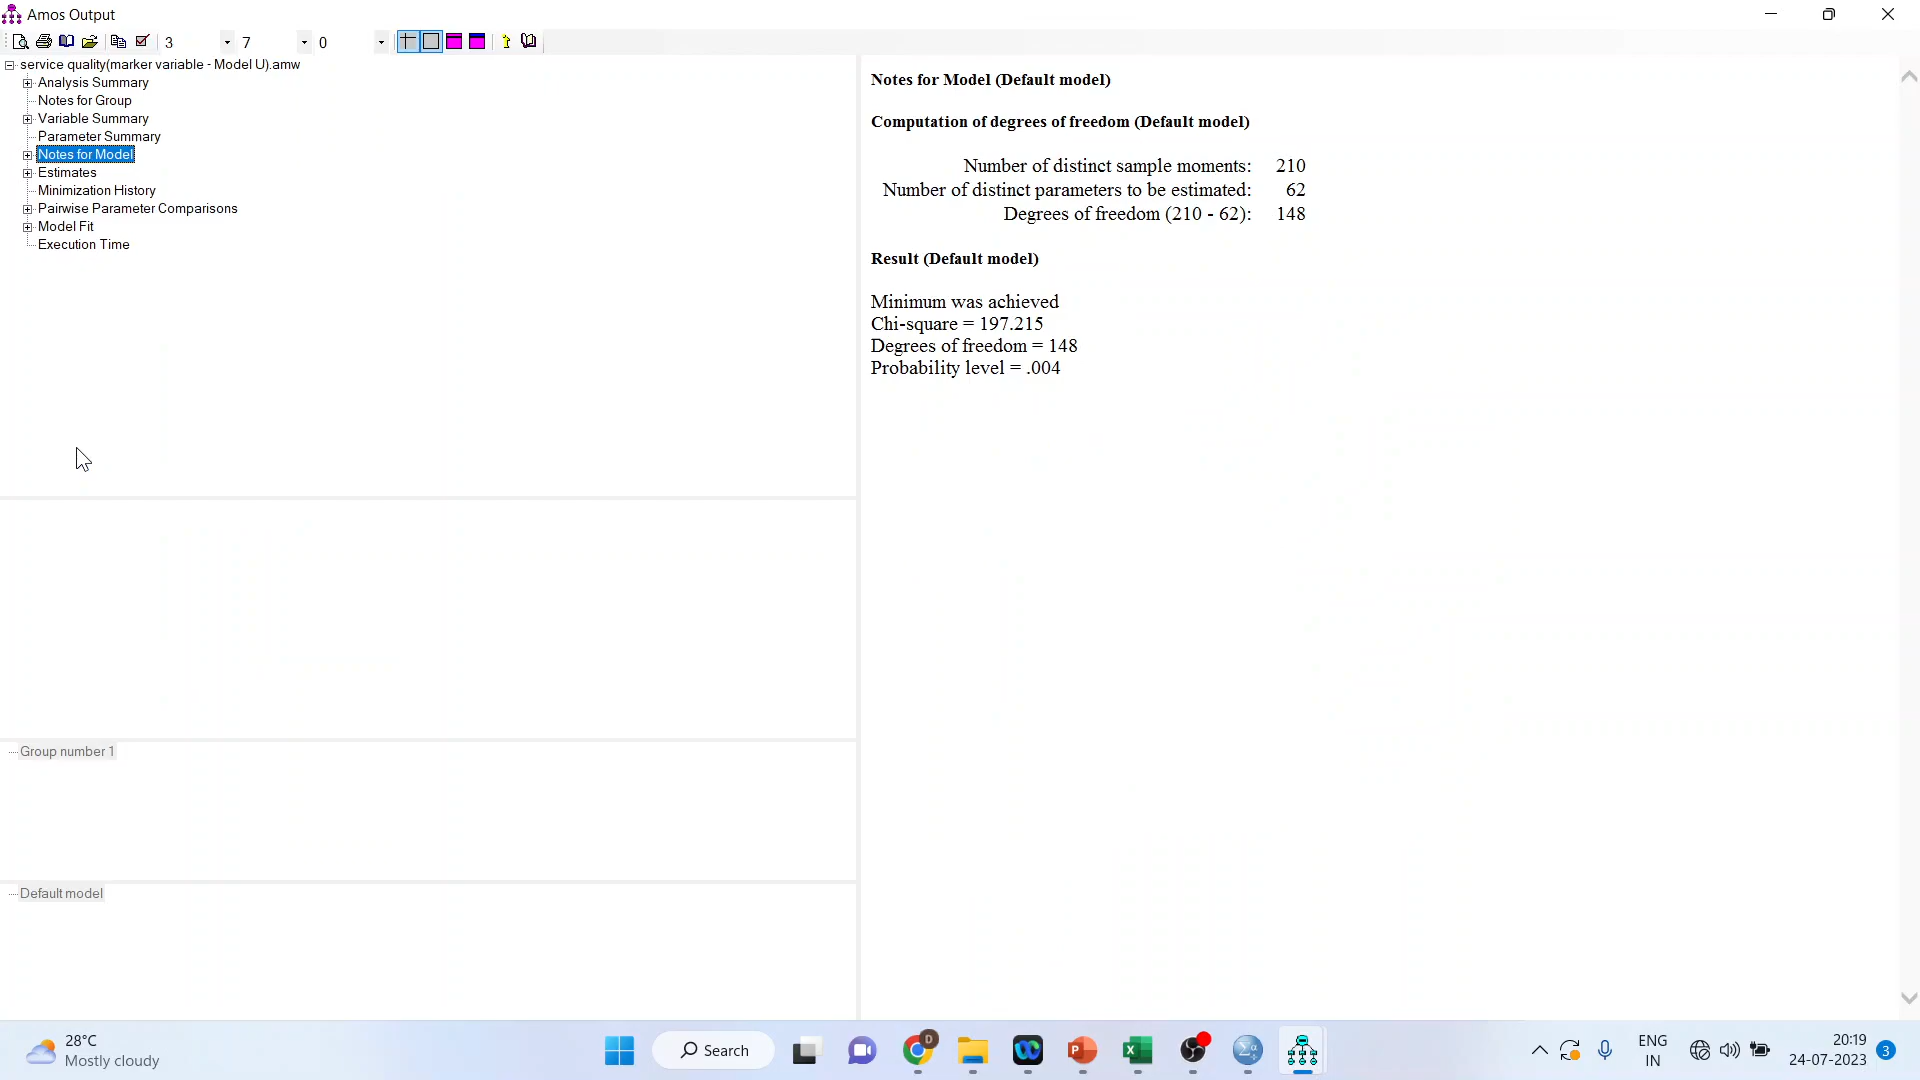 Amos Output
3 7 0
service quality(marker variable - Model U).amw
Analysis Summary
Notes for Group
Variable Summary
Parameter Summary
Notes for Model
Estimates
Minimization History
Pairwise Parameter Comparisons
Model Fit
Execution Time
Group number 1
Default model
Notes for Model (Default model)
Computation of degrees of freedom (Default model)
Number of distinct sample moments: 210
Number of distinct parameters to be estimated: 62
Degrees of freedom (210 - 62): 148
Result (Default model)
Minimum was achieved
Chi-square = 197.215
Degrees of freedom = 148
Probability level = .004
28°C
Mostly cloudy
Search
D
ENG
IN
20:19
24-07-2023
3